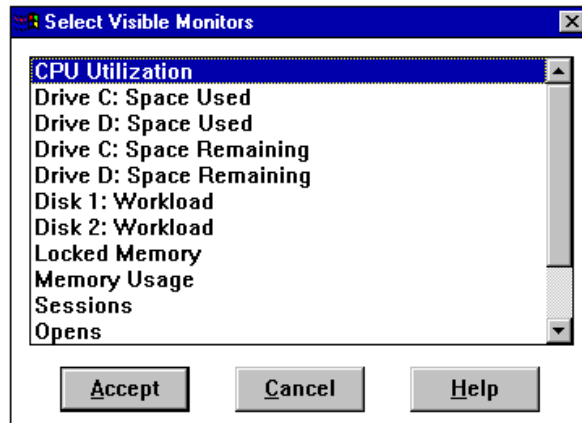 Select Visible Monitors
CPU Utilization
Drive C: Space Used
Drive D: Space Used
Drive C: Space Remaining
Drive D: Space Remaining
Disk 1: Workload
Disk 2: Workload
Locked Memory
Memory Usage
Sessions
Opens
Accept Cancel Help